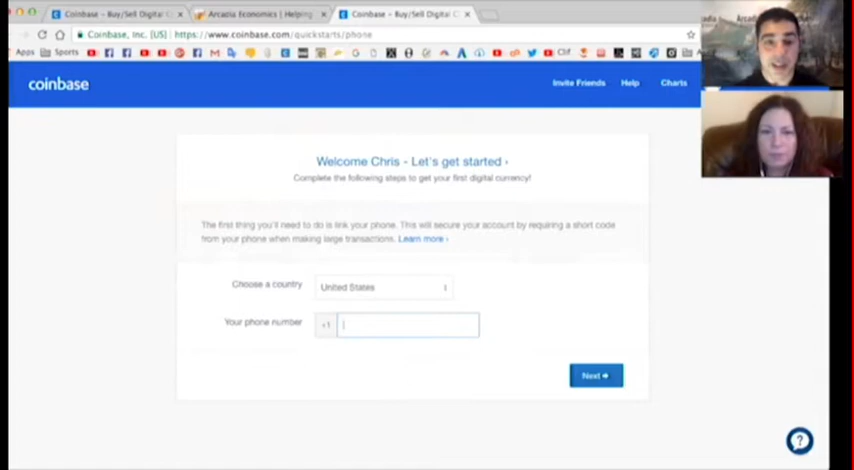 Coinbase - Buy/Sell Digital C
Arcazia Economics | Helping
Coinbase - Buy/Sell Digital C
Coinbase, Inc. [US] https://www.coinbase.com/quickstarts/phone
Apps Sports Clif
coinbase
Invite Friends Help Charts
Welcome Chris - Let's get started ›
Complete the following steps to get your first digital currency!
The first thing you'll need to do is link your phone. This will secure your account by requiring a short code
from your phone when making large transactions. Learn more ›
Choose a country United States
Your phone number +1
Next
?